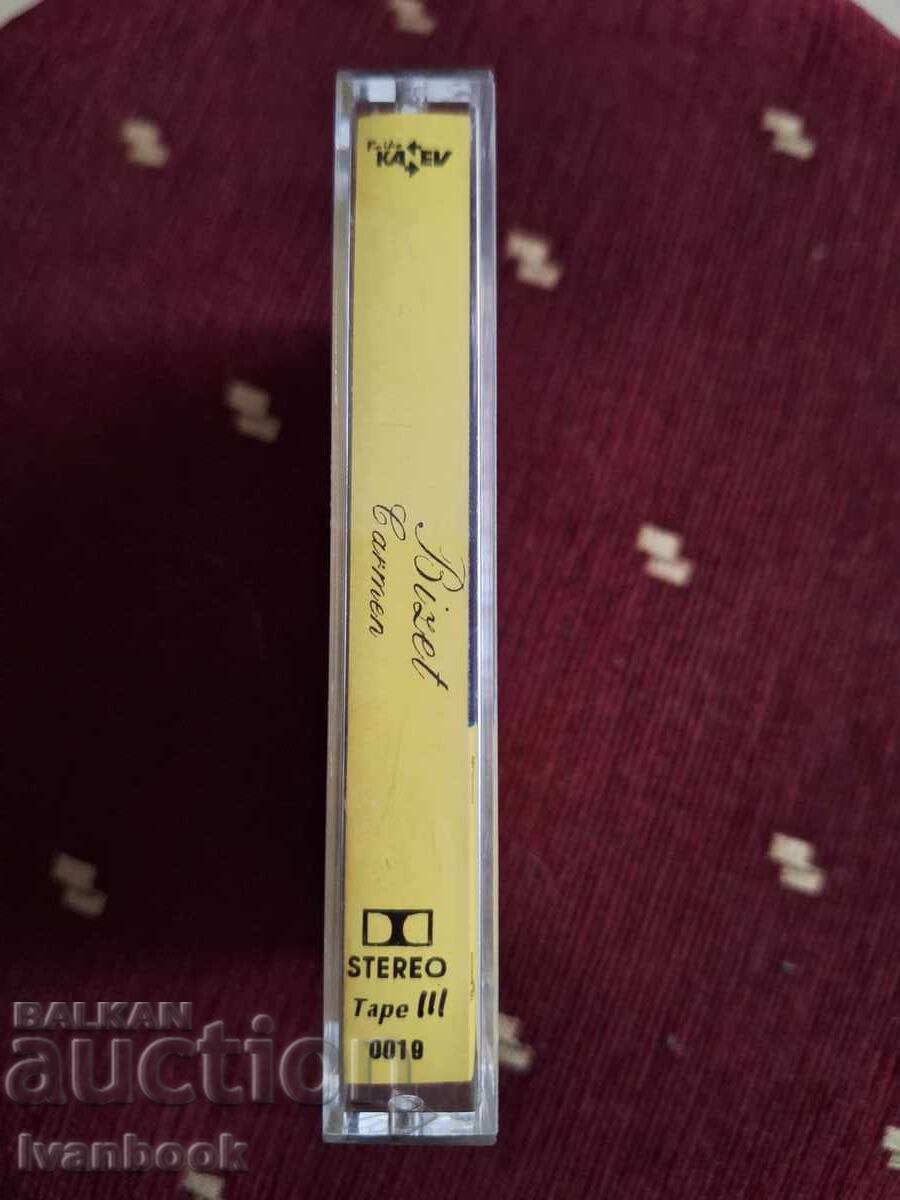 KANEV
Bizet
Carmen
STEREO
Tape III
0019
BALKAN
auction
Ivanbook